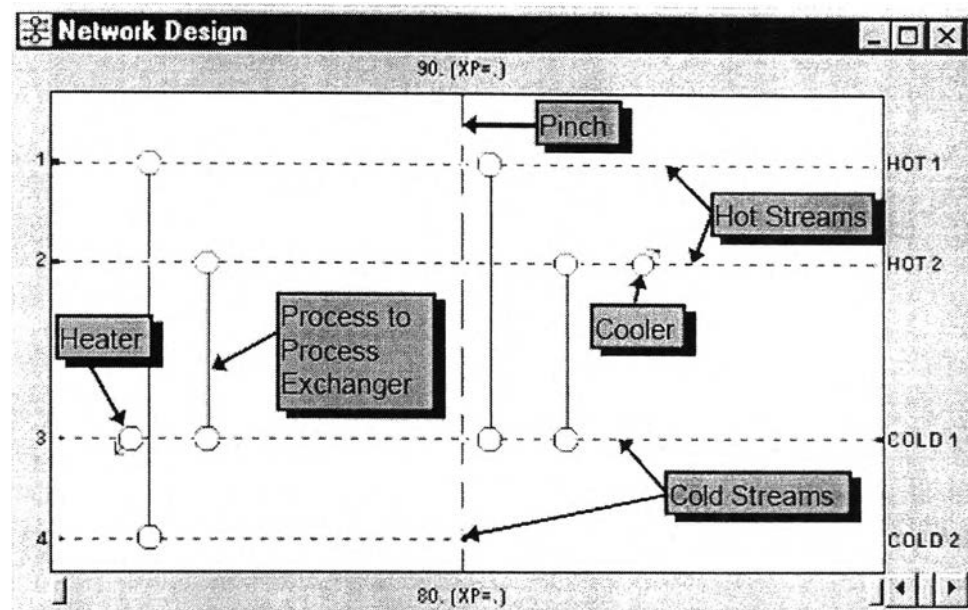 Network Design
90. (XP=.)
Pinch
1
HOT 1
Hot Streams
2
HOT 2
Heater
Process to
Process
Exchanger
Cooler
3
COLD 1
Cold Streams
4
COLD 2
80. (XP=.)